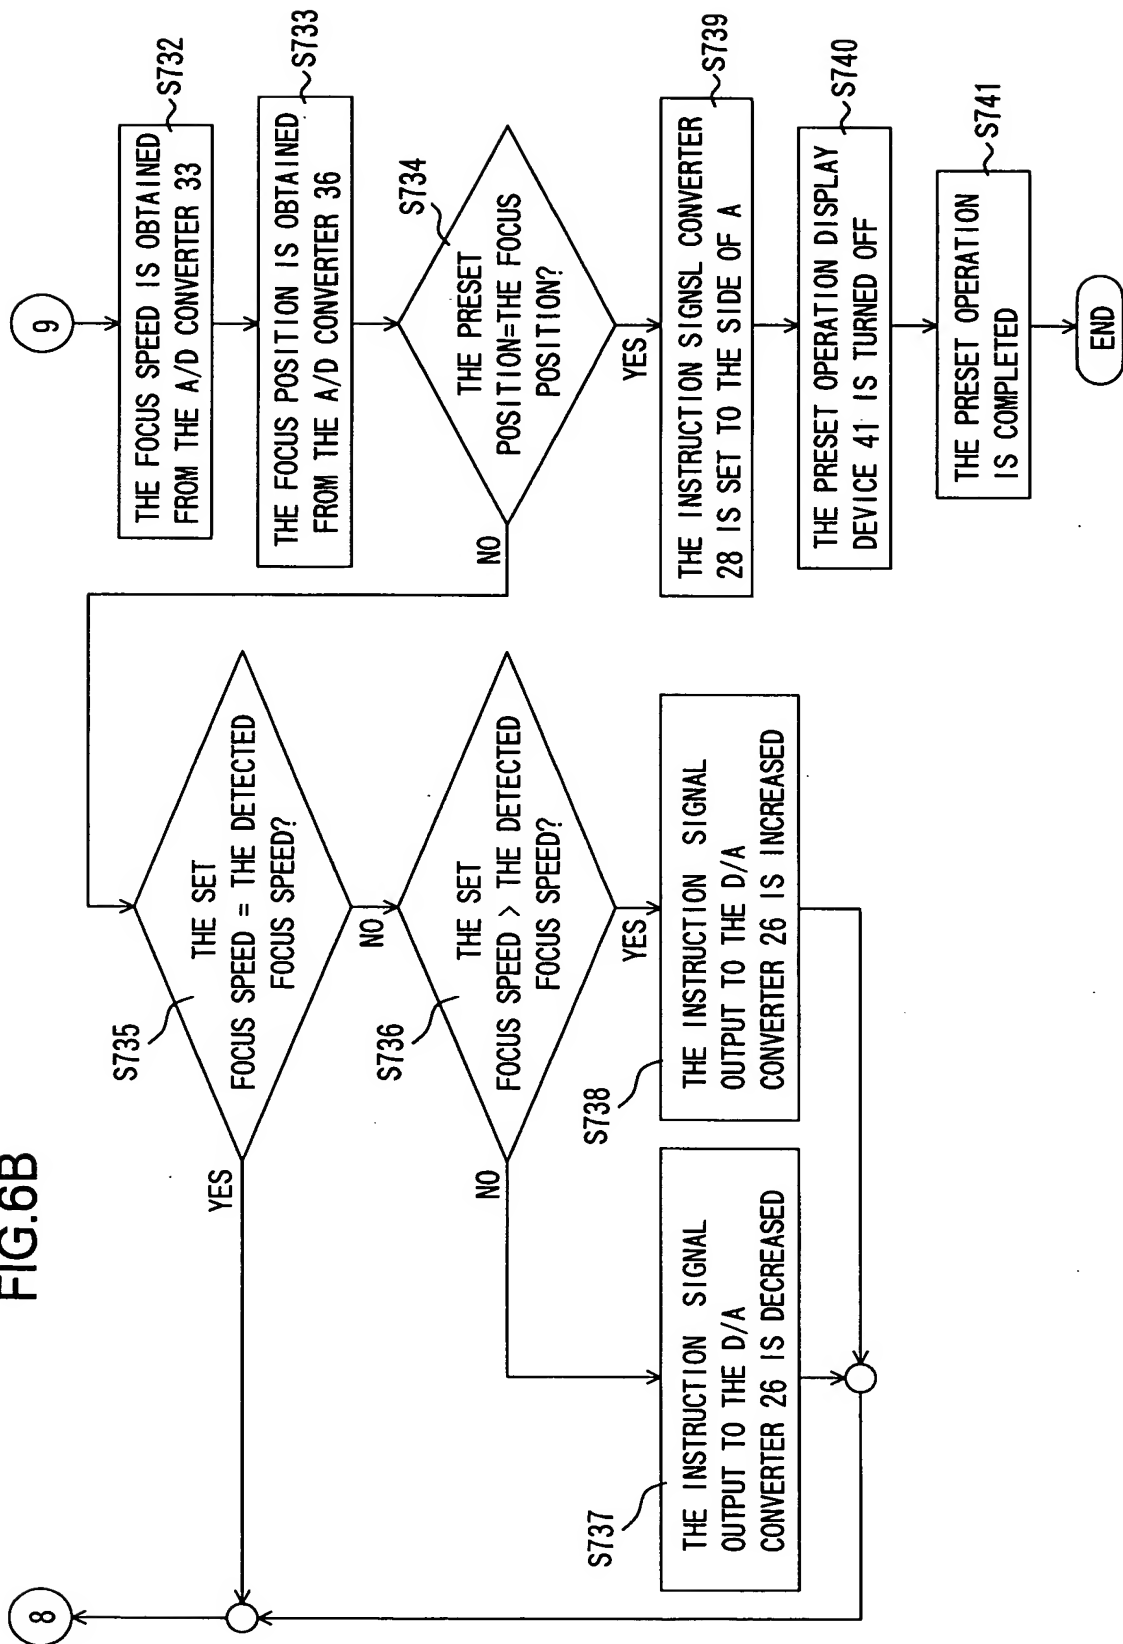 FIG.6B
9
THE FOCUS SPEED IS OBTAINED
FROM THE A/D CONVERTER 33
S732
THE FOCUS POSITION IS OBTAINED
FROM THE A/D CONVERTER 36
S733
THE PRESET
POSITION=THE FOCUS
POSITION?
S734
NO
YES
THE INSTRUCTION SIGNSL CONVERTER
28 IS SET TO THE SIDE OF A
S739
THE PRESET OPERATION DISPLAY
DEVICE 41 IS TURNED OFF
S740
THE PRESET OPERATION
IS COMPLETED
S741
END
THE SET
FOCUS SPEED = THE DETECTED
FOCUS SPEED?
S735
YES
NO
THE SET
FOCUS SPEED > THE DETECTED
FOCUS SPEED?
S736
NO
YES
THE INSTRUCTION SIGNAL
OUTPUT TO THE D/A
CONVERTER 26 IS DECREASED
S737
THE INSTRUCTION SIGNAL
OUTPUT TO THE D/A
CONVERTER 26 IS INCREASED
S738
8